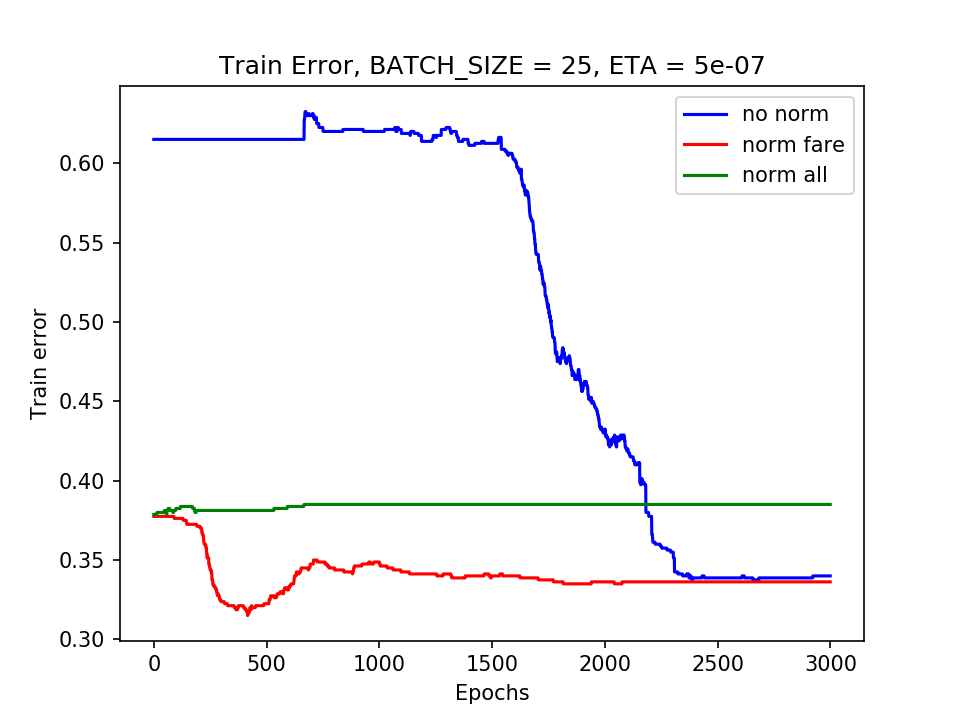 Train Error, BATCH_SIZE = 25, ETA = 5e-07
no norm
norm fare
norm all
Train error
0.60
0.55
0.50
0.45
0.40
0.35
0.30
0 500 1000 1500 2000 2500 3000
Epochs